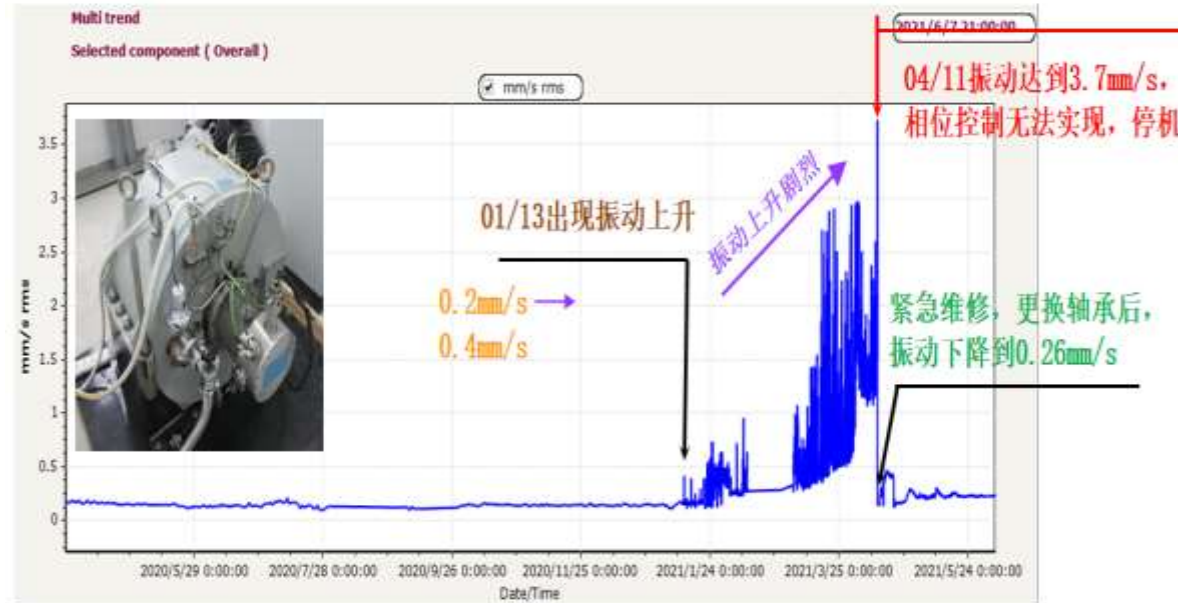 Multi trend
2021/6/7 21:00:00
Selected component ( Overall )
mm/s rms
04/11振动达到3.7mm/s,
相位控制无法实现，停机
振动上升剧烈
01/13出现振动上升
0.2mm/s
0.4mm/s
紧急维修，更换轴承后，
振动下降到0.26mm/s
mm/s rms
3.5
3
2.5
2
1.5
1
0.5
0
2020/5/29 0:00:00 2020/7/28 0:00:00 2020/9/26 0:00:00 2020/11/25 0:00:00 2021/1/24 0:00:00 2021/3/25 0:00:00 2021/5/24 0:00:00
Date/Time